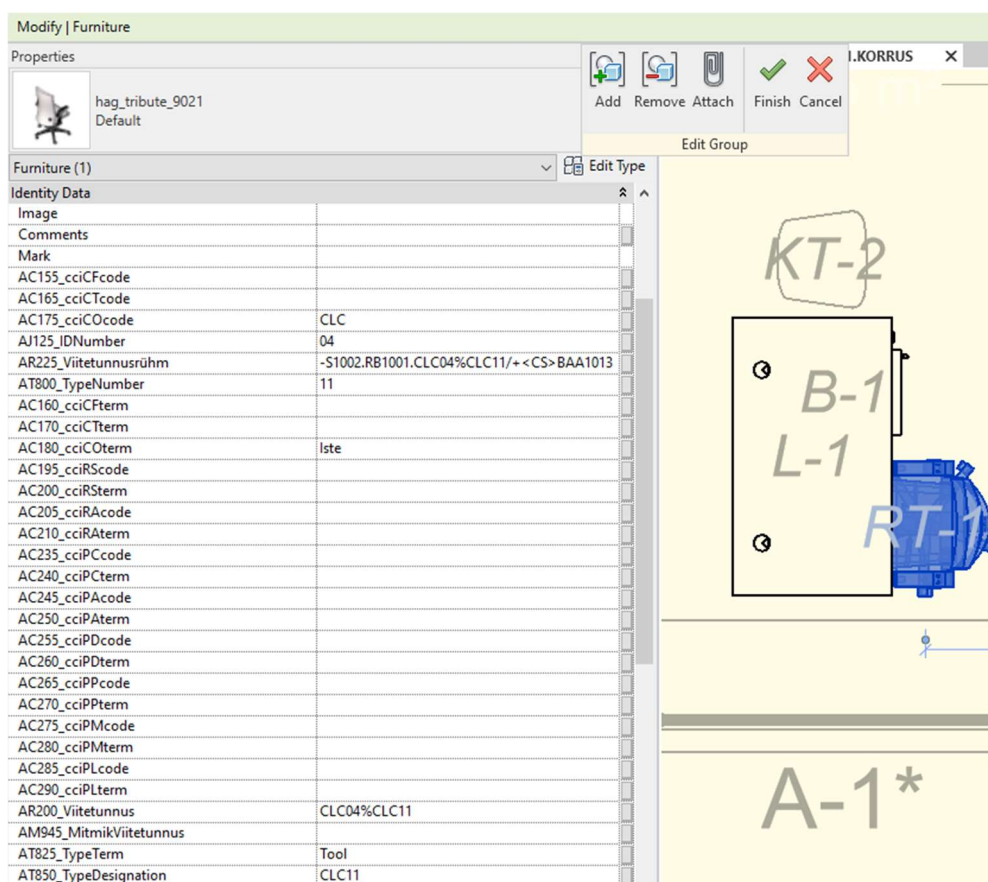 Modify | Furniture
Properties
hag_tribute_9021
Default
Furniture (1)
Edit Type
Identity Data
Image
Comments
Mark
AC155_cciCFcode
AC165_cciCTcode
AC175_cciCOcode CLC
AJ125_IDNumber 04
AR225_Viitetunnusrühm -S1002.RB1001.CLC04%CLC11/+<CS>BAA1013
AT800_TypeNumber 11
AC160_cciCFterm
AC170_cciCTterm
AC180_cciCOterm Iste
AC195_cciRScode
AC200_cciRSterm
AC205_cciRAcode
AC210_cciRAterm
AC235_cciPCcode
AC240_cciPCterm
AC245_cciPAcode
AC250_cciPAterm
AC255_cciPDcode
AC260_cciPDterm
AC265_cciPPcode
AC270_cciPPterm
AC275_cciPMcode
AC280_cciPMterm
AC285_cciPLcode
AC290_cciPLterm
AR200_Viitetunnus CLC04%CLC11
AM945_MitmikViitetunnus
AT825_TypeTerm Tool
AT850_TypeDesignation CLC11
Add Remove Attach Finish Cancel
Edit Group
1.KORRUS
KT-2
B-1
L-1
RT-1
A-1*